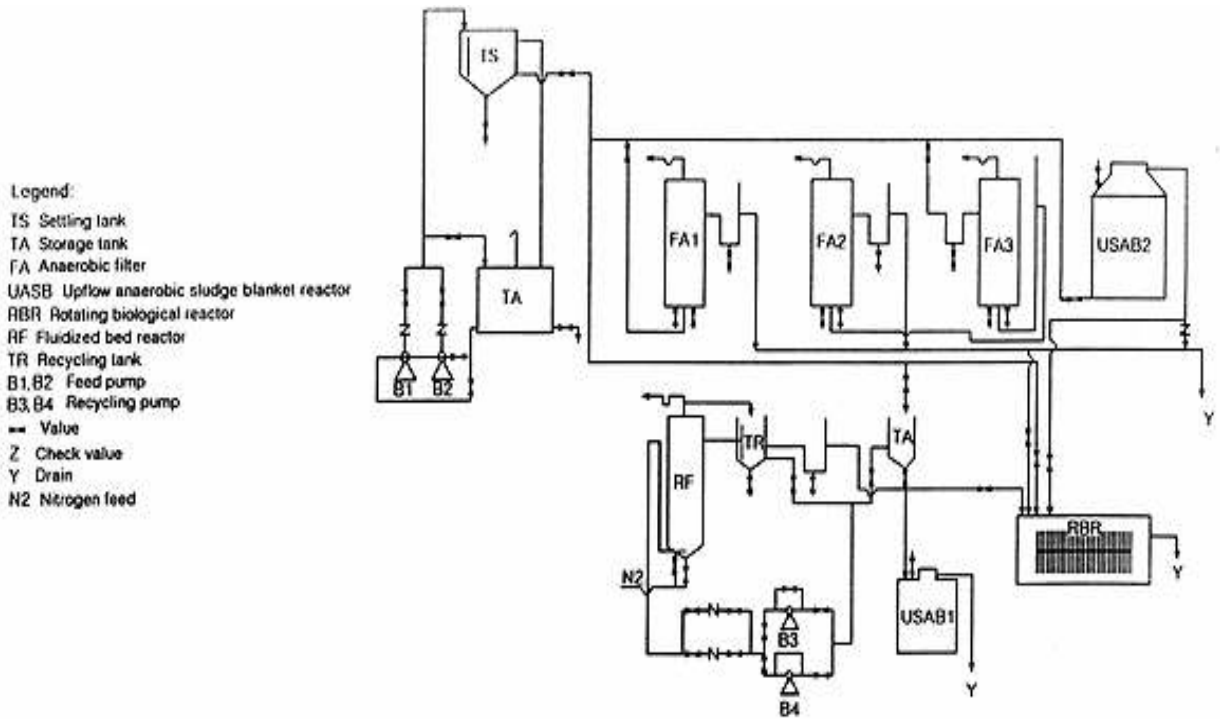 Legend:
TS Settling tank
TA Storage tank
FA Anaerobic filter
UASB Upflow anaerobic sludge blanket reactor
RBR Rotating biological reactor
RF Fluidized bed reactor
TR Recycling tank
B1,B2 Feed pump
B3,B4 Recycling pump
Value
Z Check value
Y Drain
N2 Nitrogen feed
TS
TA
Z
Z
B1
B2
FA1
FA2
FA3
USAB2
Z
Y
RF
TR
TA
N2
N
N
B3
B4
USAB1
Y
RBR
Y